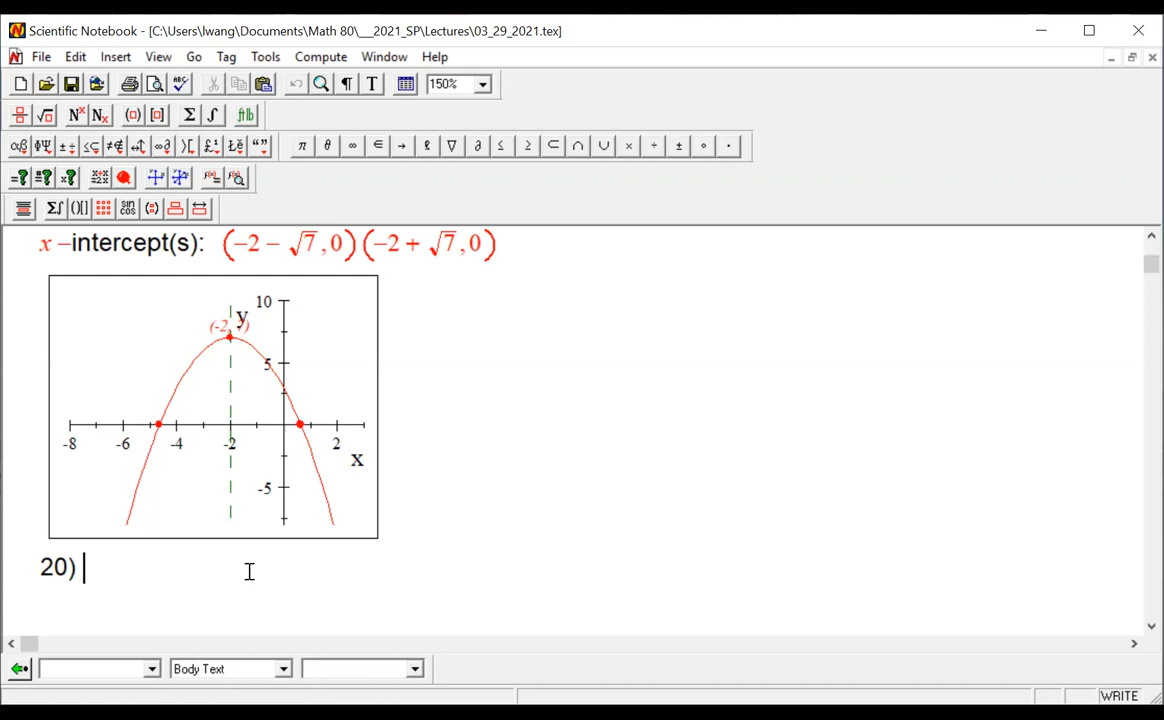 Scientific Notebook - [C:\Users\lwang\Documents\Math 80\__2021_SP\Lectures\03_29_2021.tex]
File Edit Insert View Go Tag Tools Compute Window Help
150%
π θ ∞ ∈ → ℓ ∇ ∂ ≤ ≥ ⊂ ∩ ∪ × ÷ ± ∘ ·
x –intercept(s): (−2 − √7, 0)(−2 + √7, 0)
10
y
5
-8 -6 -4 -2 2
x
-5
20)
Body Text
WRITE